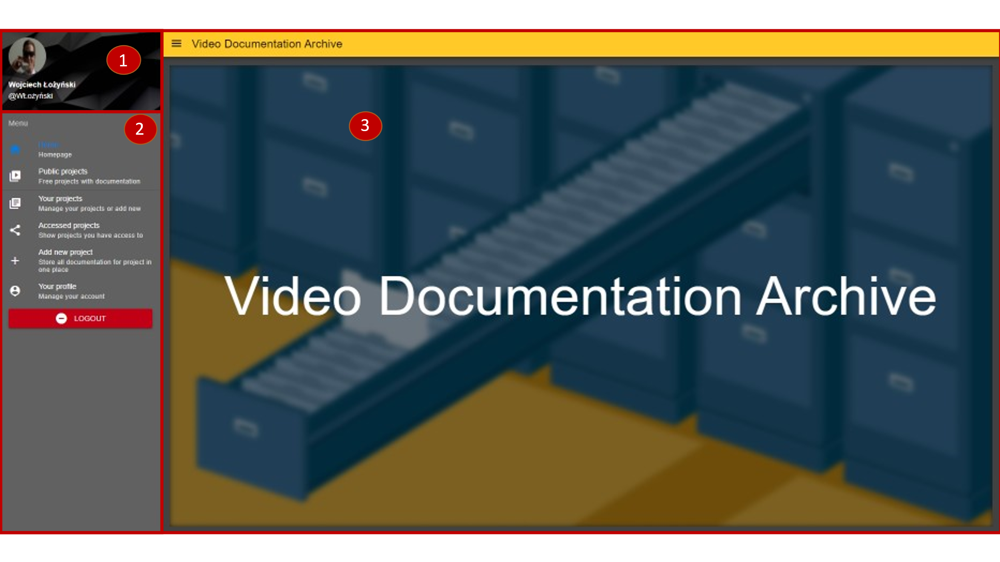 1
Wojciech Łożyński
@WŁożyński
Menu
2
Home
Homepage
Public projects
Free projects with documentation
Your projects
Manage your projects or add new
Accessed projects
Show projects you have access to
Add new project
Store all documentation for project in
one place
Your profile
Manage your account
LOGOUT
Video Documentation Archive
3
Video Documentation Archive